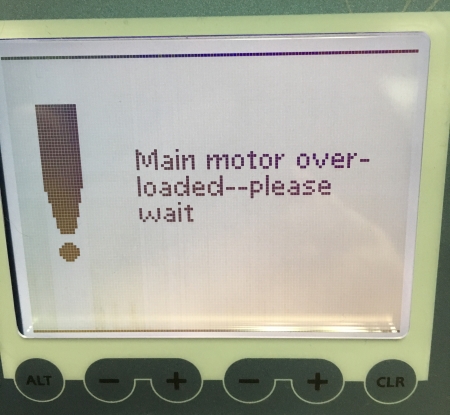 Main motor over-
loaded--please
wait
ALT - + - + CLR